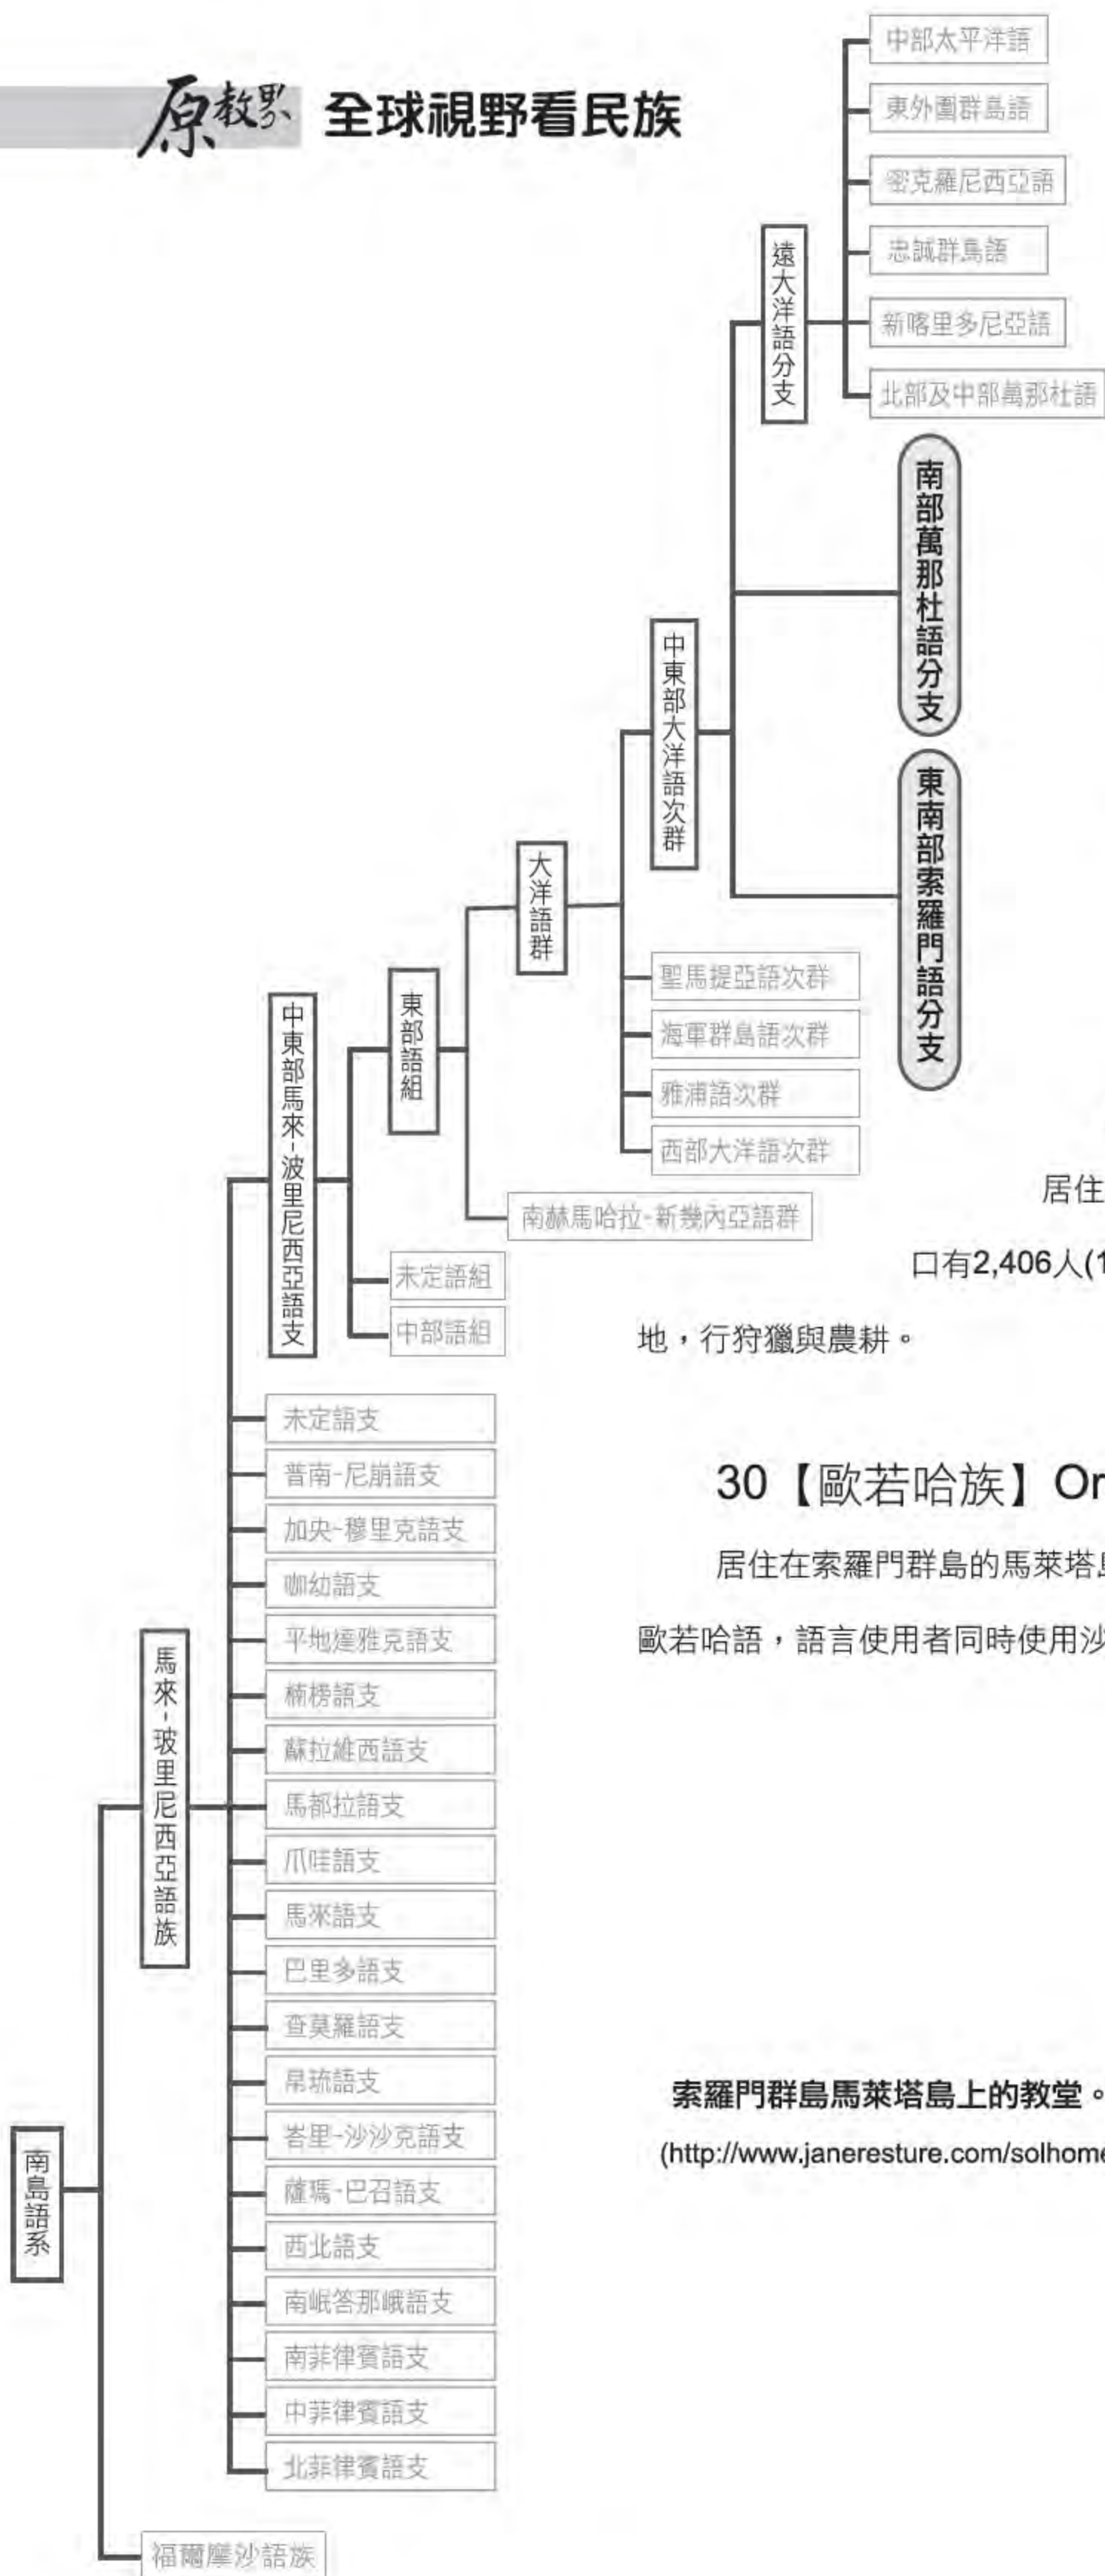 原教界 全球視野看民族
中部太平洋語
東外圍群島語
密克羅尼西亞語
忠誠群島語
新喀里多尼亞語
北部及中部萬那杜語
遠大洋語分支
南部萬那杜語分支
東南部索羅門語分支
中東部大洋語次群
大洋語群
聖馬提亞語次群
海軍群島語次群
雅浦語次群
西部大洋語次群
東部語組
南赫馬哈拉-新幾內亞語群
中東部馬來-波里尼西亞語支
未定語組
中部語組
未定語支
普南-尼崩語支
加央-穆里克語支
咖幼語支
平地達雅克語支
楠榜語支
蘇拉維西語支
馬都拉語支
爪哇語支
馬來語支
巴里多語支
查莫羅語支
帛琉語支
峇里-沙沙克語支
薩瑪-巴召語支
西北語支
南岷答那峨語支
南菲律賓語支
中菲律賓語支
北菲律賓語支
馬來-玻里尼西亞語族
南島語系
福爾摩沙語族
居住
口有2,406人(1
地，行狩獵與農耕。
30【歐若哈族】Or
居住在索羅門群島的馬萊塔島
歐若哈語，語言使用者同時使用沙
索羅門群島馬萊塔島上的教堂。
(http://www.janeresture.com/solhome